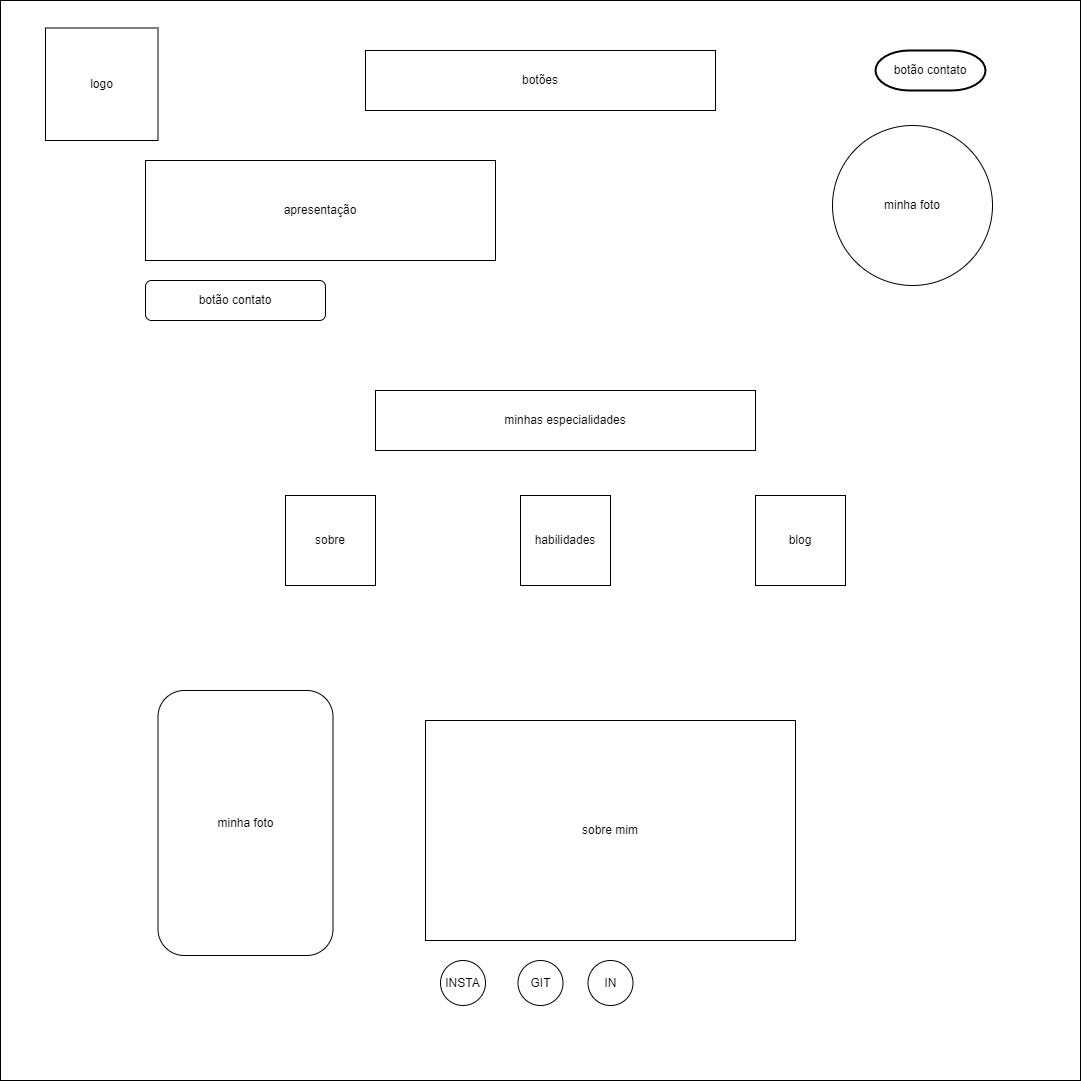 logo
botões
botão contato
apresentação
minha foto
botão contato
minhas especialidades
sobre
habilidades
blog
minha foto
sobre mim
INSTA
GIT
IN